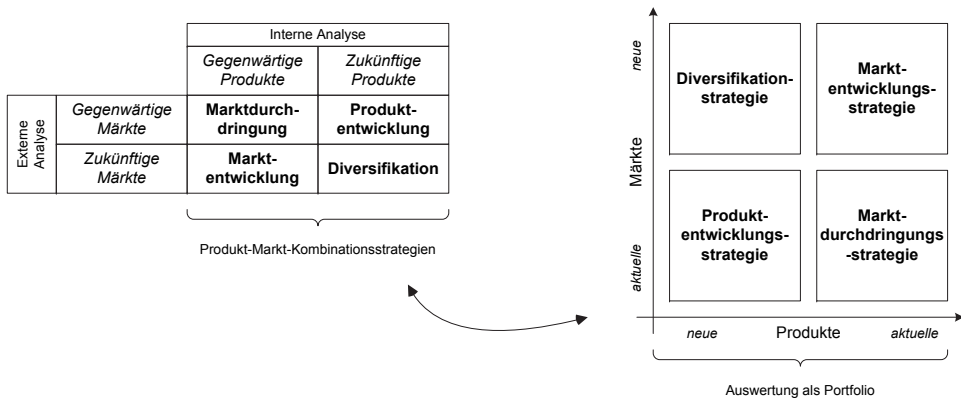 Interne Analyse
Gegenwärtige
Produkte
Zukünftige
Produkte
Externe
Analyse
Gegenwärtige
Märkte
Marktdurch-
dringung
Produkt-
entwicklung
Zukünftige
Märkte
Markt-
entwicklung
Diversifikation
Produkt-Markt-Kombinationsstrategien
Märkte
neue
aktuelle
Diversifikation-
strategie
Markt-
entwicklungs-
strategie
Produkt-
entwicklungs-
strategie
Markt-
durchdringungs
-strategie
neue
Produkte
aktuelle
Auswertung als Portfolio